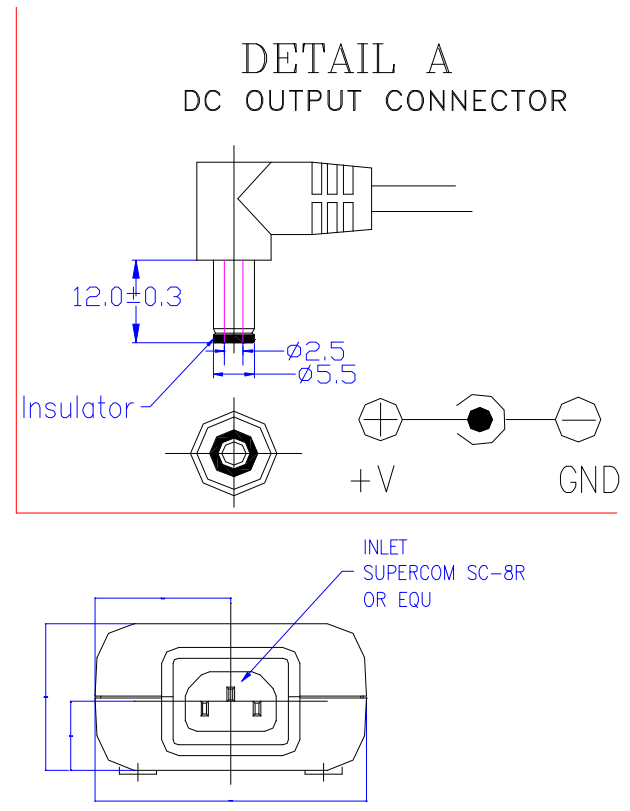 DETAIL A
DC OUTPUT CONNECTOR
12.0±0.3
ø2.5
ø5.5
Insulator
+V
GND
INLET
SUPERCOM SC-8R
OR EQU